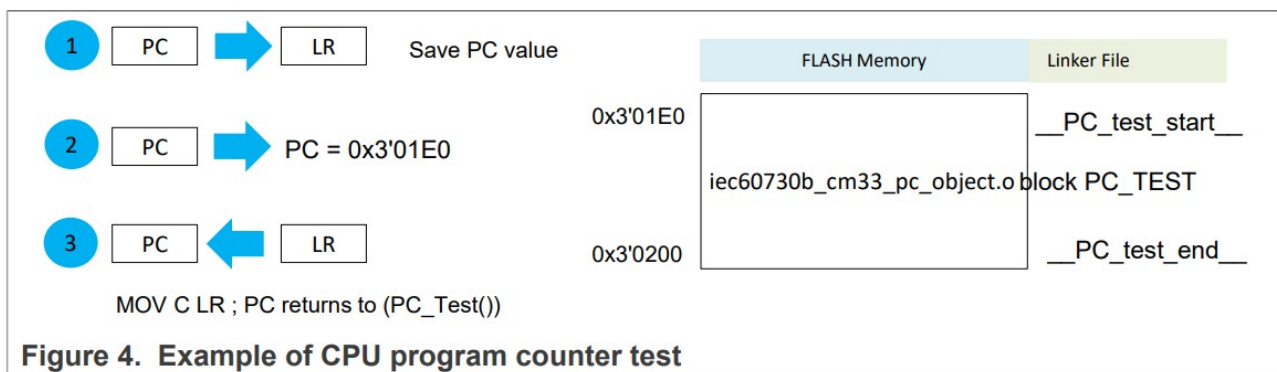 1 PC LR Save PC value
2 PC PC = 0x3'01E0
3 PC LR
MOV C LR ; PC returns to (PC_Test())
FLASH Memory Linker File
0x3'01E0 __PC_test_start__
iec60730b_cm33_pc_object.o block PC_TEST
0x3'0200 __PC_test_end__
Figure 4. Example of CPU program counter test